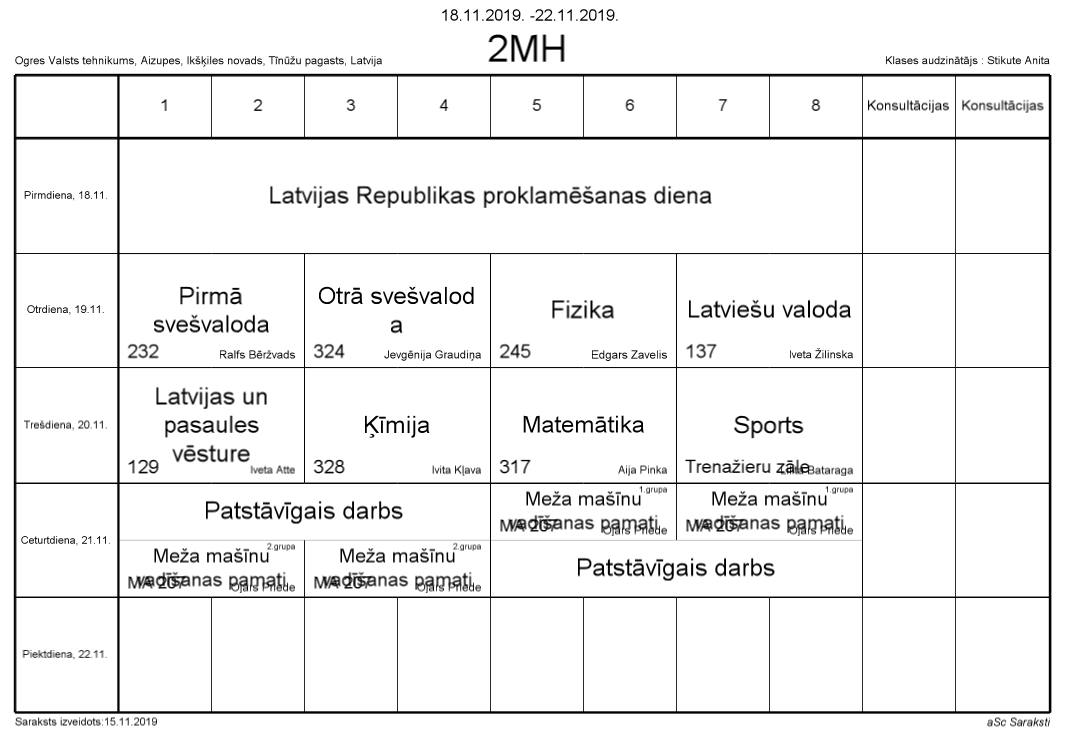 18.11.2019. -22.11.2019.
2MH
Ogres Valsts tehnikums, Aizupes, Ikšķiles novads, Tīnūžu pagasts, Latvija
Klases audzinātājs : Stikute Anita
1 2 3 4 5 6 7 8 Konsultācijas Konsultācijas
Pirmdiena, 18.11.
Latvijas Republikas proklamēšanas diena
Otrdiena, 19.11.
Pirmā
svešvaloda
232 Ralfs Bēržvads
Otrā svešvalod
a
324 Jevgēnija Graudiņa
Fizika
245 Edgars Zavelis
Latviešu valoda
137 Iveta Žilinska
Trešdiena, 20.11.
Latvijas un
pasaules
vēsture
129 Iveta Atte
Ķīmija
328 Ivita Kļava
Matemātika
317 Aija Pinka
Sports
Trenažieru zāle Bataraga
Ceturtdiena, 21.11.
Patstāvīgais darbs
1.grupa
Meža mašīnu
vadīšanas pamati
MA 207 Ojārs Priede
1.grupa
Meža mašīnu
vadīšanas pamati
MA 207 Ojārs Priede
2.grupa
Meža mašīnu
vadīšanas pamati
MA 207 Ojārs Priede
2.grupa
Meža mašīnu
vadīšanas pamati
MA 207 Ojārs Priede
Patstāvīgais darbs
Piektdiena, 22.11.
Saraksts izveidots:15.11.2019
aSc Saraksti